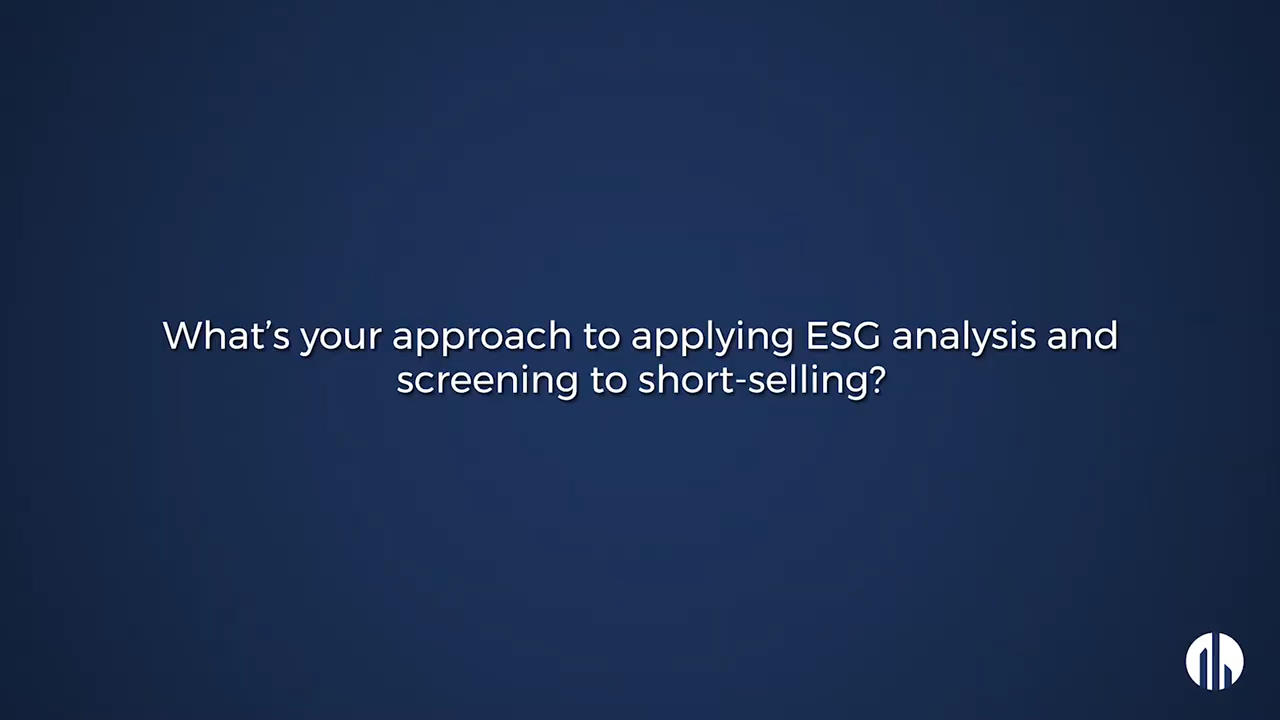 What’s your approach to applying ESG analysis and
screening to short-selling?